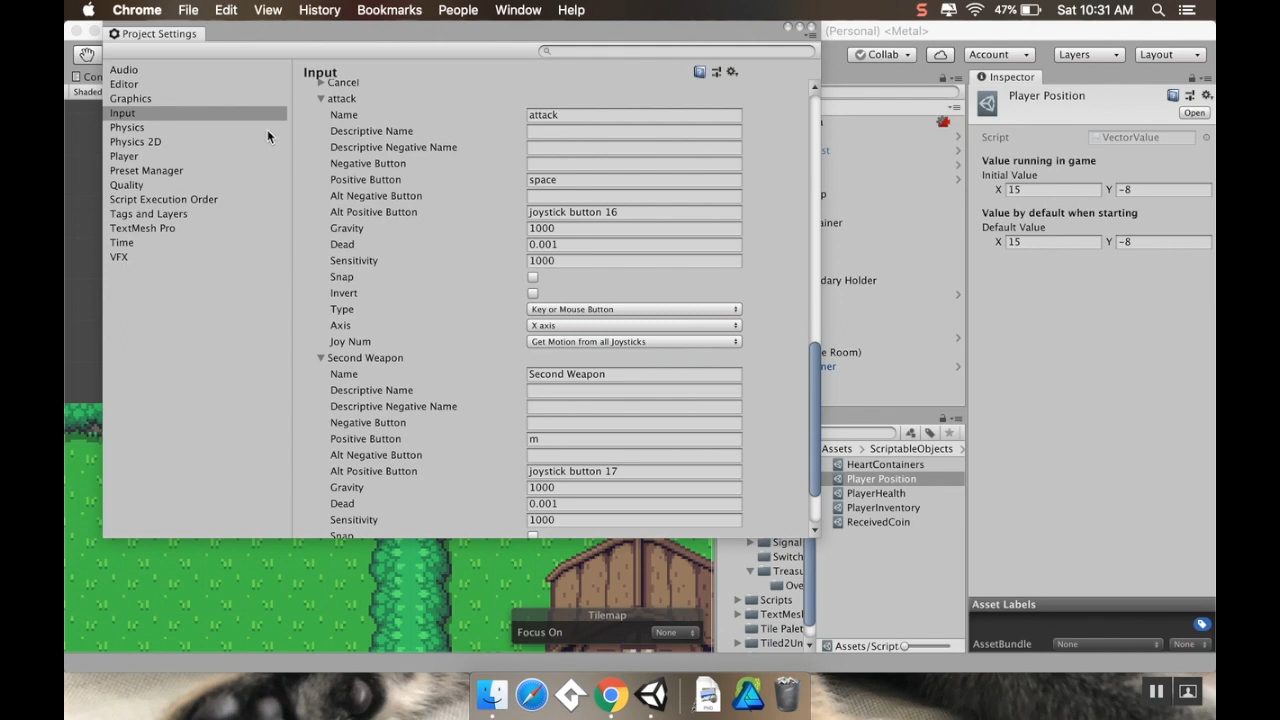 Chrome File Edit View History Bookmarks People Window Help 47% Sat 10:31 AM
Project Settings
(Personal) <Metal>
Collab Account Layers Layout
Con
Shaded
Audio
Editor
Graphics
Input
Physics
Physics 2D
Player
Preset Manager
Quality
Script Execution Order
Tags and Layers
TextMesh Pro
Time
VFX
Input
Cancel
attack
Name attack
Descriptive Name
Descriptive Negative Name
Negative Button
Positive Button space
Alt Negative Button
Alt Positive Button joystick button 16
Gravity 1000
Dead 0.001
Sensitivity 1000
Snap
Invert
Type Key or Mouse Button
Axis X axis
Joy Num Get Motion from all Joysticks
Second Weapon
Name Second Weapon
Descriptive Name
Descriptive Negative Name
Negative Button
Positive Button m
Alt Negative Button
Alt Positive Button joystick button 17
Gravity 1000
Dead 0.001
Sensitivity 1000
Snap
dary Holder
e Room)
Assets ScriptableObjects
HeartContainers
Player Position
PlayerHealth
PlayerInventory
ReceivedCoin
Signal
Switch
Treasu
Ove
Scripts
TextMesh
Tile Palet
Tiled2Un
Assets/Script
Tilemap
Focus On None
Inspector
Player Position
Open
Script VectorValue
Value running in game
Initial Value
X 15 Y -8
Value by default when starting
Default Value
X 15 Y -8
Asset Labels
AssetBundle None None